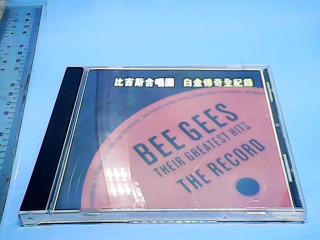 比吉斯合唱團 白金傳奇全紀錄
BEE GEES
THEIR GREATEST HITS
THE RECORD